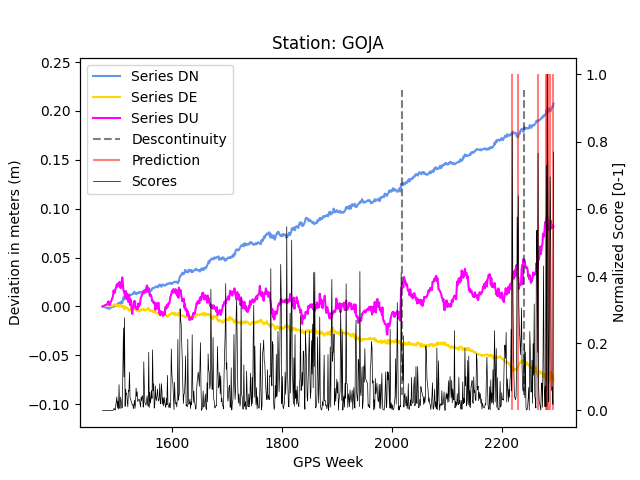 Station: GOJA
Series DN
Series DE
Series DU
Descontinuity
Prediction
Scores
Deviation in meters (m)
0.25
0.20
0.15
0.10
0.05
0.00
−0.05
−0.10
1600
1800
2000
2200
GPS Week
1.0
0.8
0.6
0.4
0.2
0.0
Normalized Score [0-1]